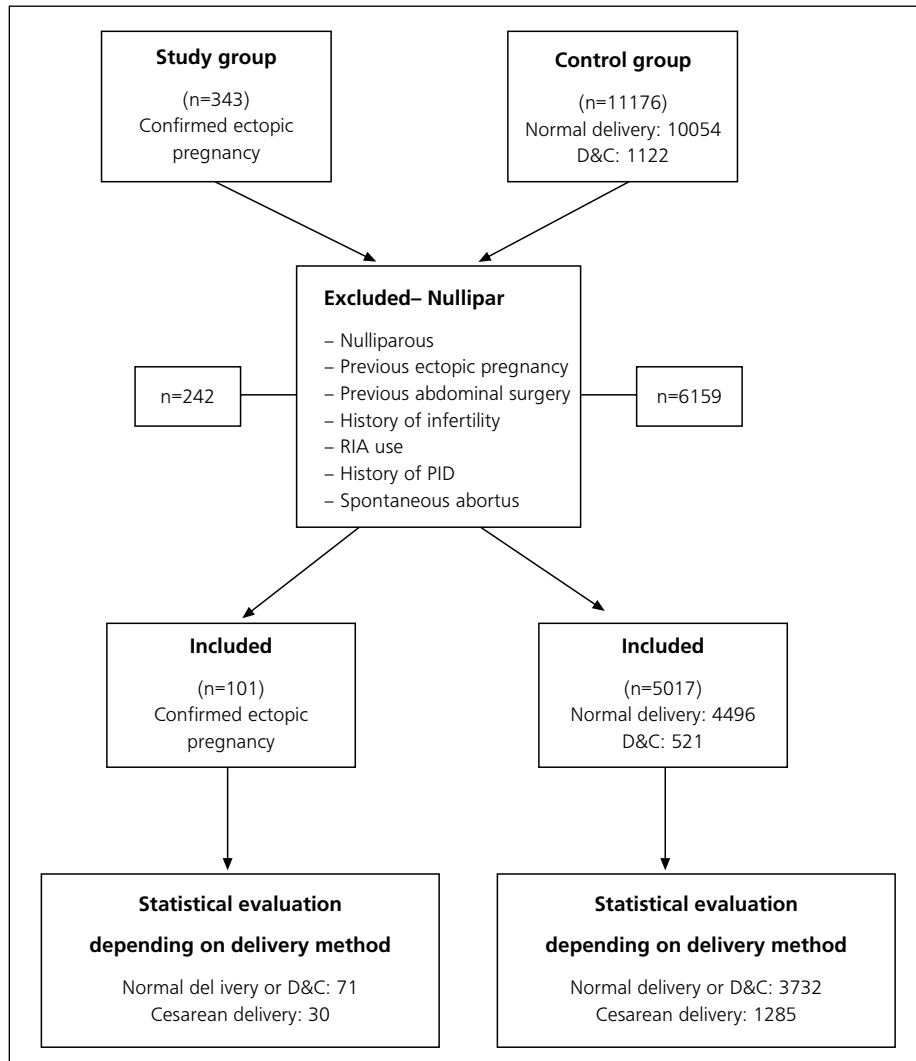 Study group
(n=343)
Confirmed ectopic
pregnancy
Control group
(n=11176)
Normal delivery: 10054
D&C: 1122
Excluded– Nullipar
– Nulliparous
– Previous ectopic pregnancy
– Previous abdominal surgery
– History of infertility
– RIA use
– History of PID
– Spontaneous abortus
n=242
n=6159
Included
(n=101)
Confirmed ectopic
pregnancy
Included
(n=5017)
Normal delivery: 4496
D&C: 521
Statistical evaluation
depending on delivery method
Normal del ivery or D&C: 71
Cesarean delivery: 30
Statistical evaluation
depending on delivery method
Normal delivery or D&C: 3732
Cesarean delivery: 1285